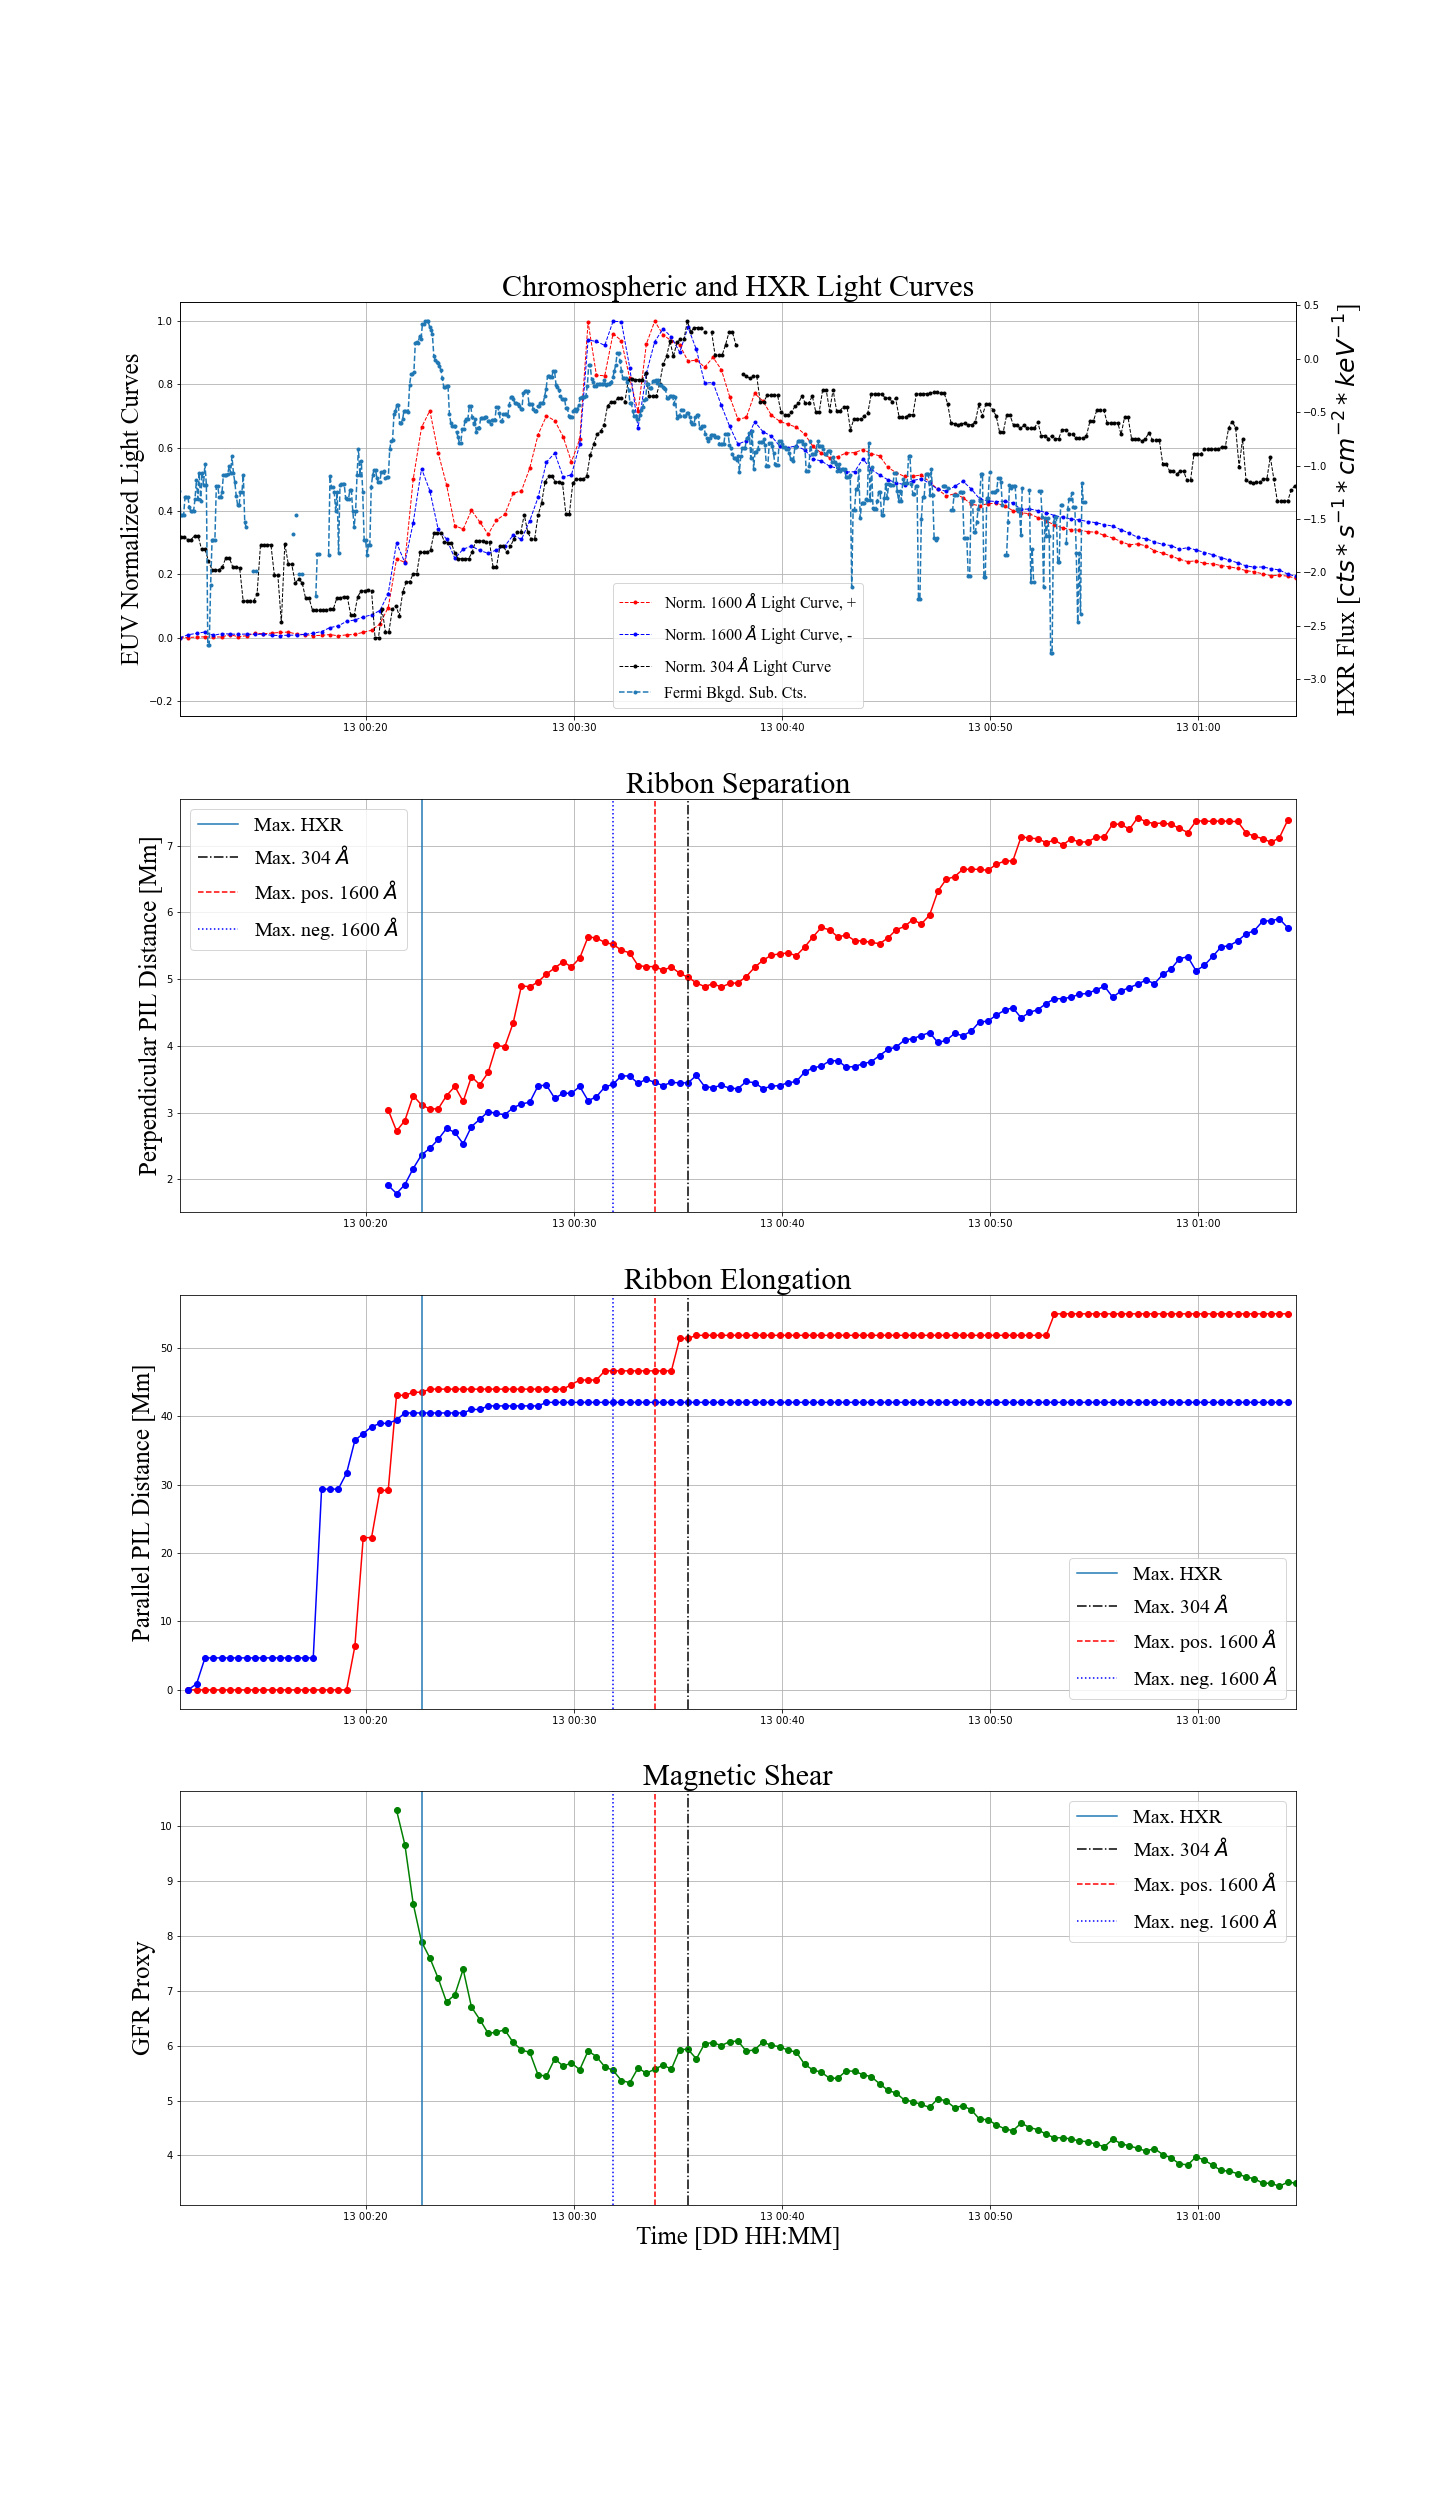 Chromospheric and HXR Light Curves
EUV Normalized Light Curves
1.0
0.8
0.6
0.4
0.2
0.0
−0.2
0.5
0.0
−0.5
−1.0
−1.5
−2.0
−2.5
−3.0
HXR Flux [cts * s⁻¹ * cm⁻² * keV⁻¹]
Norm. 1600 Å Light Curve, +
Norm. 1600 Å Light Curve, -
Norm. 304 Å Light Curve
Fermi Bkgd. Sub. Cts.
13 00:20 13 00:30 13 00:40 13 00:50 13 01:00
Ribbon Separation
Perpendicular PIL Distance [Mm]
7
6
5
4
3
2
Max. HXR
Max. 304 Å
Max. pos. 1600 Å
Max. neg. 1600 Å
13 00:20 13 00:30 13 00:40 13 00:50 13 01:00
Ribbon Elongation
Parallel PIL Distance [Mm]
50
40
30
20
10
0
Max. HXR
Max. 304 Å
Max. pos. 1600 Å
Max. neg. 1600 Å
13 00:20 13 00:30 13 00:40 13 00:50 13 01:00
Magnetic Shear
GFR Proxy
10
9
8
7
6
5
4
Max. HXR
Max. 304 Å
Max. pos. 1600 Å
Max. neg. 1600 Å
13 00:20 13 00:30 13 00:40 13 00:50 13 01:00
Time [DD HH:MM]